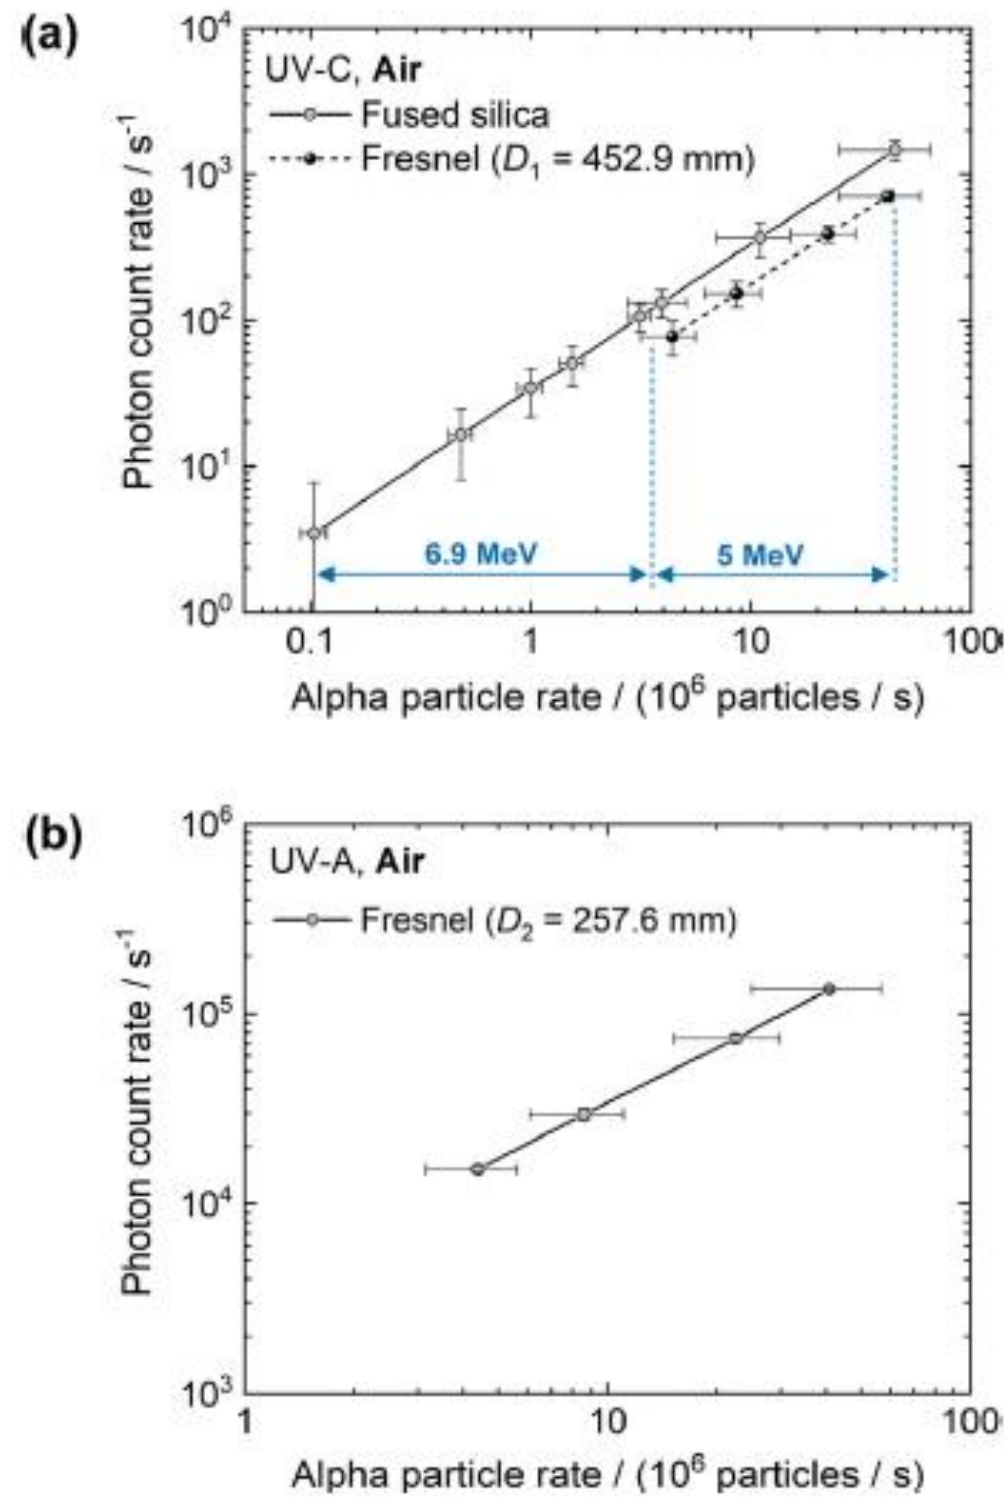 (a)
10⁴
UV-C, Air
Fused silica
Fresnel (D₁ = 452.9 mm)
10³
10²
10¹
10⁰
Photon count rate / s⁻¹
6.9 MeV
5 MeV
0.1 1 10 100
Alpha particle rate / (10⁶ particles / s)
(b)
10⁶
UV-A, Air
Fresnel (D₂ = 257.6 mm)
10⁵
10⁴
10³
Photon count rate / s⁻¹
1 10 100
Alpha particle rate / (10⁶ particles / s)